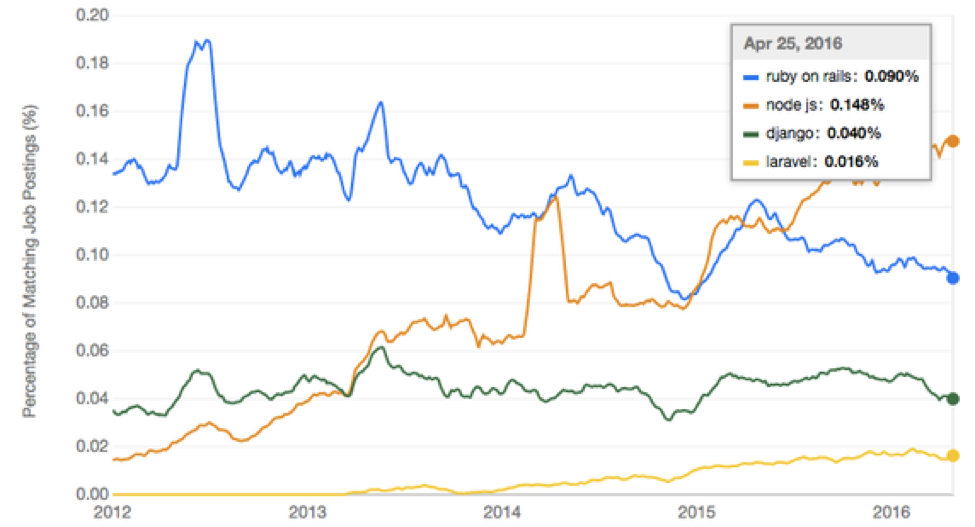 Percentage of Matching Job Postings (%)
0.20
0.18
0.16
0.14
0.12
0.10
0.08
0.06
0.04
0.02
0.00
2012 2013 2014 2015 2016
Apr 25, 2016
ruby on rails: 0.090%
node js: 0.148%
django: 0.040%
laravel: 0.016%